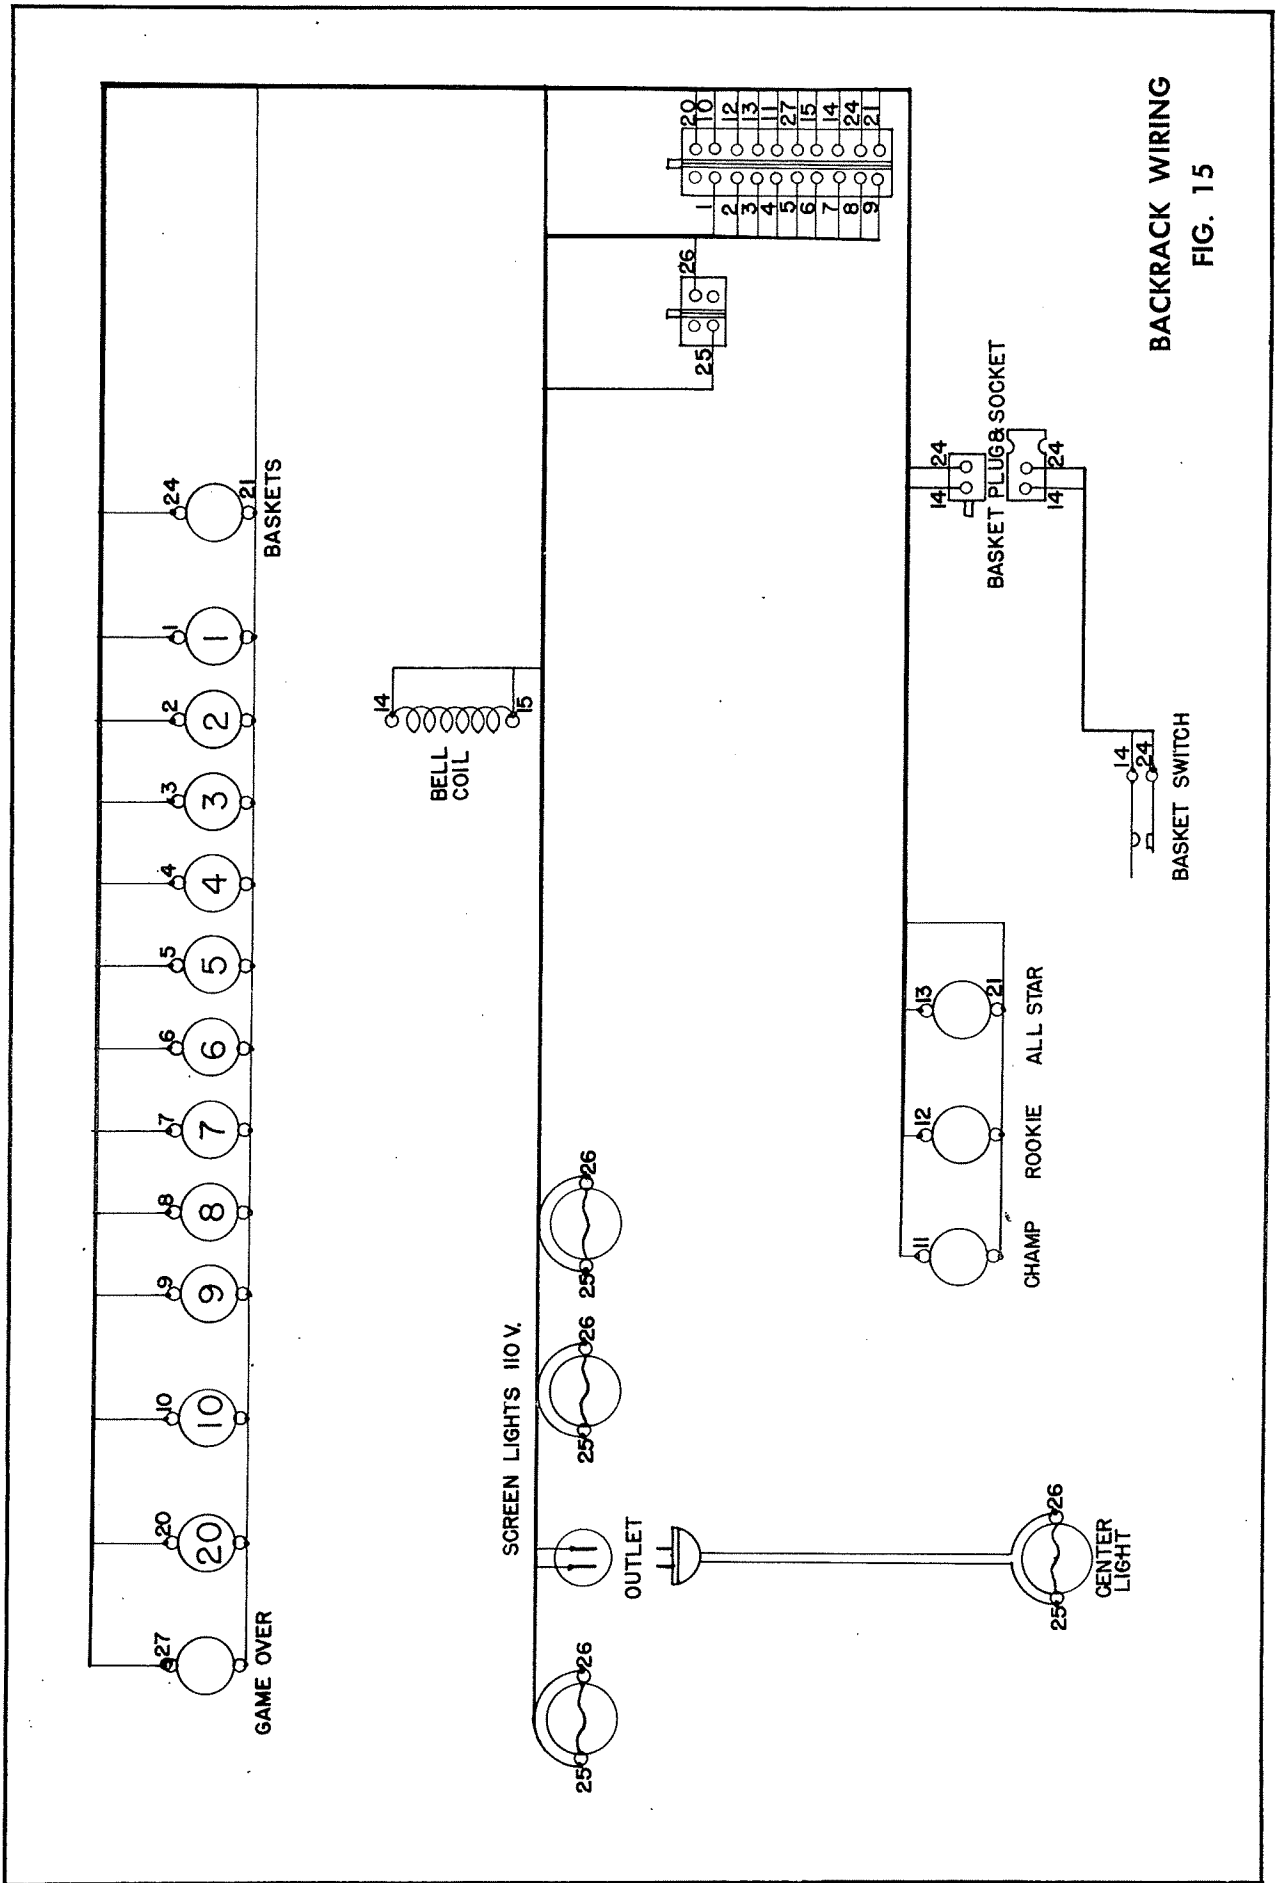 27 20 10 9 8 7 6 5 4 3 2 1 24
20 10 9 8 7 6 5 4 3 2 1
21
GAME OVER
BASKETS
14
15
BELL
COIL
SCREEN LIGHTS 110 V.
25 26
25 26
25 26
OUTLET
25 26
CENTER
LIGHT
25 26
1 20
2 10
3 12
4 13
5 11
6 27
7 15
8 14
9 24
21
11 12 13
21
CHAMP ROOKIE ALL STAR
14 24
BASKET PLUG & SOCKET
14 24
14
24
BASKET SWITCH
BACKRACK WIRING
FIG. 15